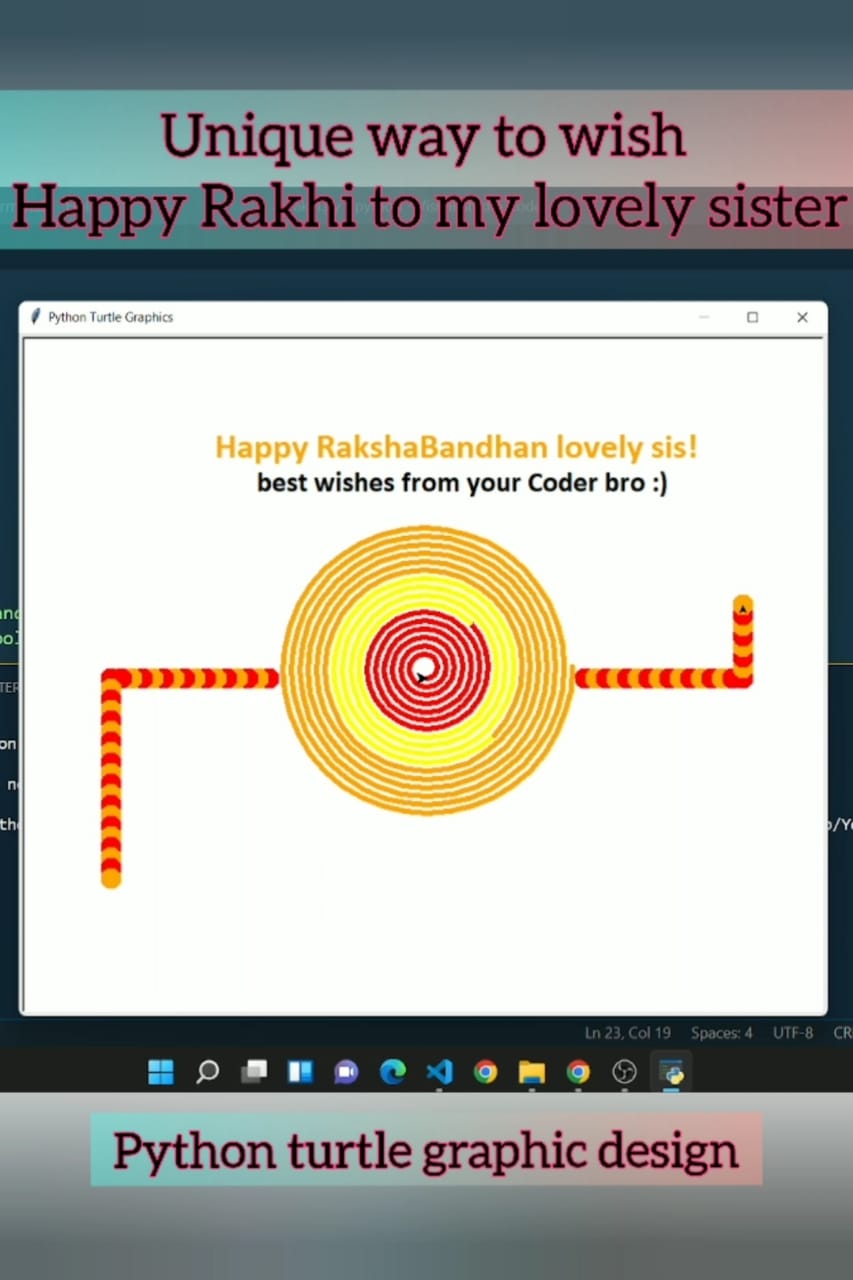 Unique way to wish
Happy Rakhi to my lovely sister
Python Turtle Graphics
Happy RakshaBandhan lovely sis!
best wishes from your Coder bro :)
Ln 23, Col 19 Spaces: 4 UTF-8 CR
Python turtle graphic design